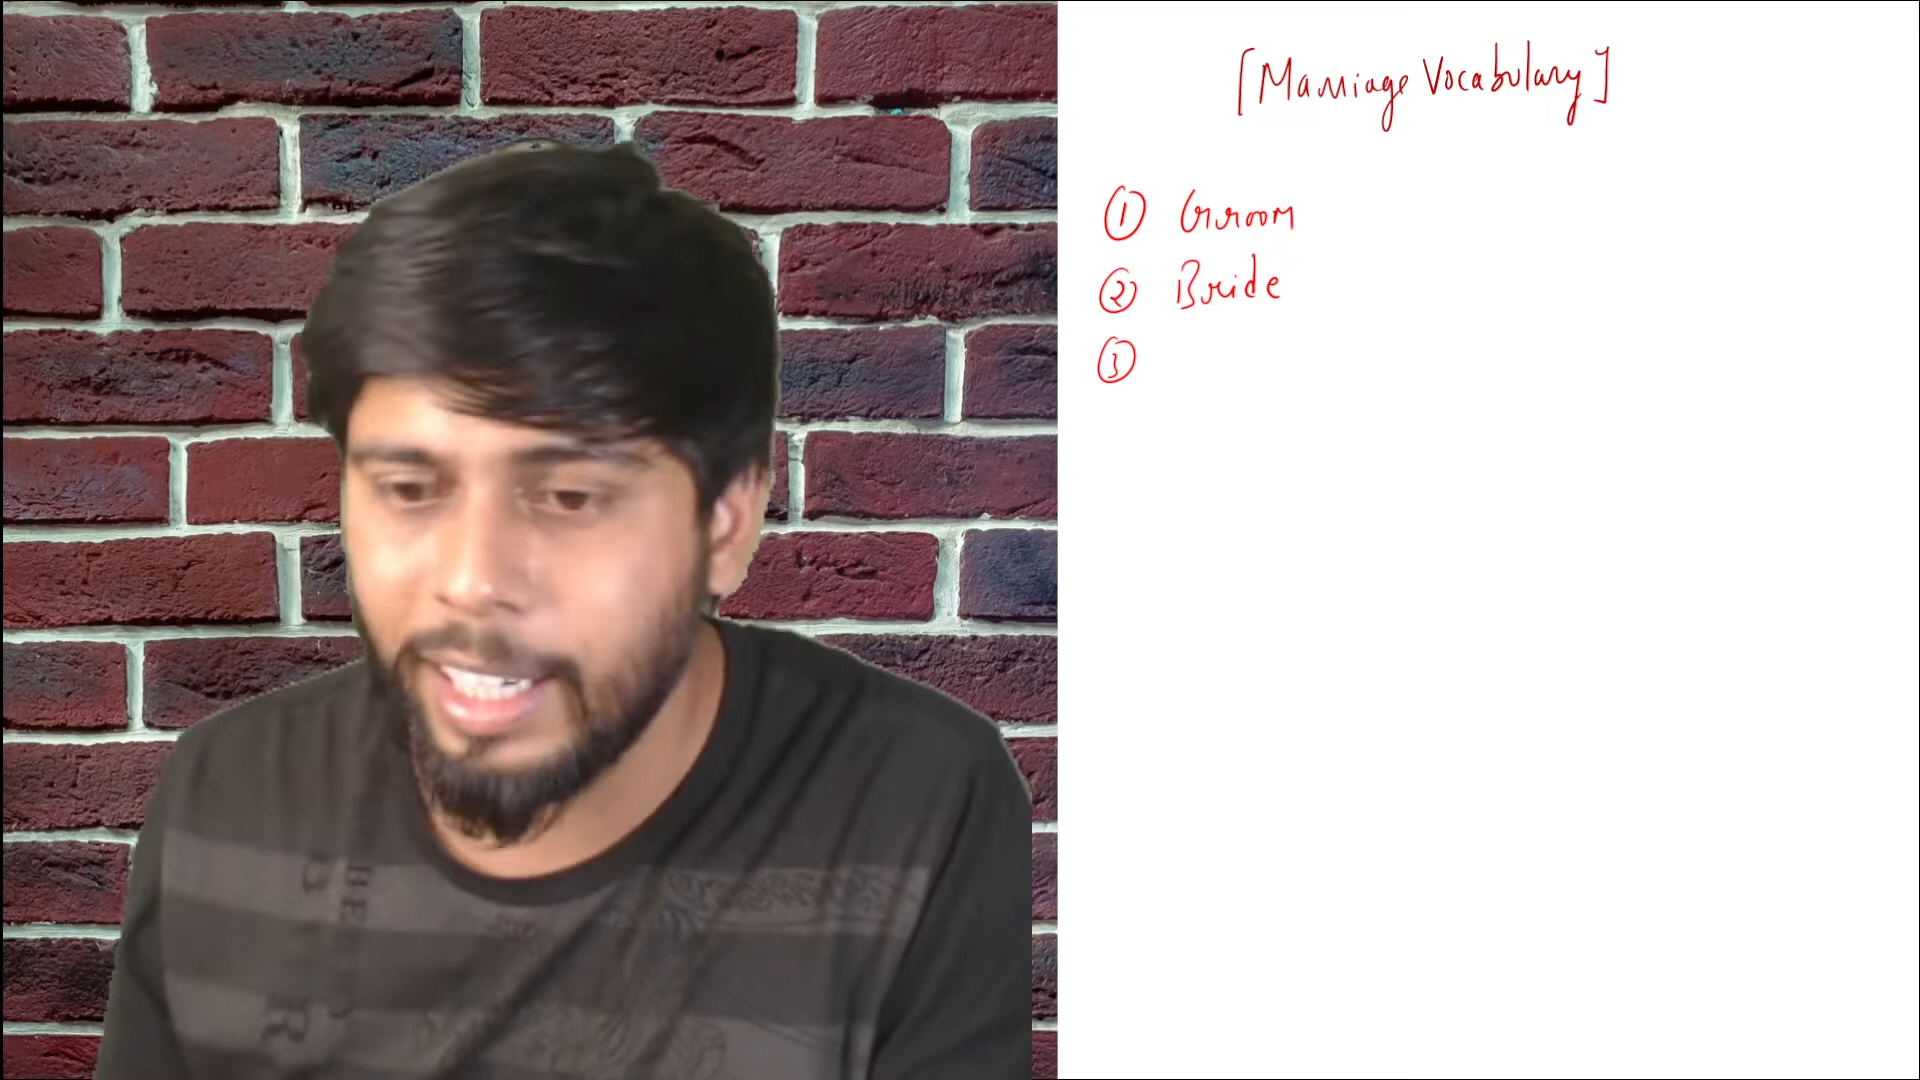 [Marriage Vocabulary]
① Groom
② Bride
③